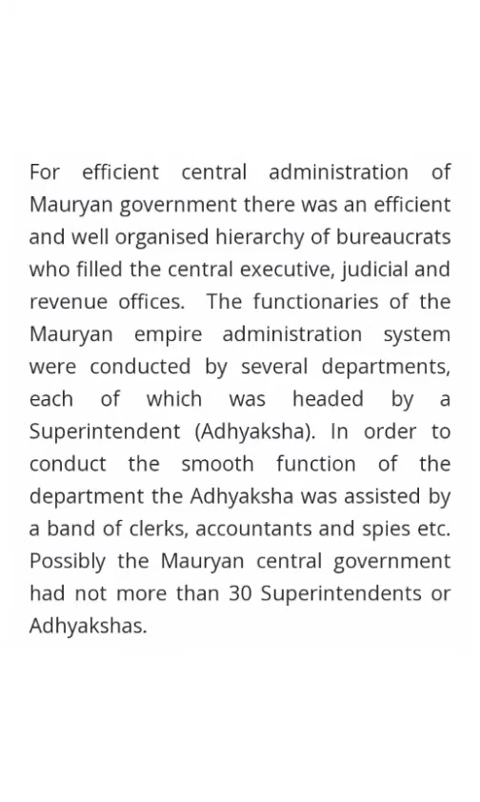 For efficient central administration of
Mauryan government there was an efficient
and well organised hierarchy of bureaucrats
who filled the central executive, judicial and
revenue offices. The functionaries of the
Mauryan empire administration system
were conducted by several departments,
each of which was headed by a
Superintendent (Adhyaksha). In order to
conduct the smooth function of the
department the Adhyaksha was assisted by
a band of clerks, accountants and spies etc.
Possibly the Mauryan central government
had not more than 30 Superintendents or
Adhyakshas.